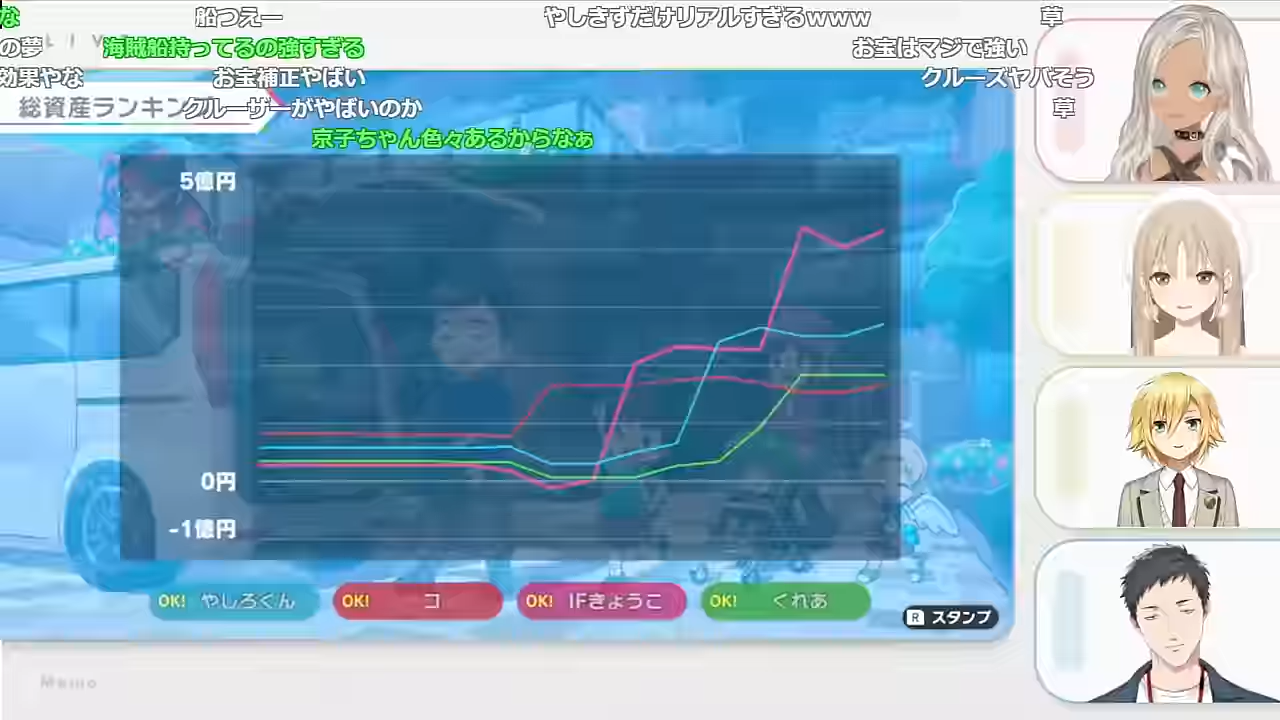 な
船つえー
やしきずだけリアルすぎるwww
草
の夢
海賊船持ってるの強すぎる
お宝はマジで強い
効果やな
お宝補正やばい
クルーズヤバそう
総資産ランキン
クルーザーがやばいのか
草
京子ちゃん色々あるからなぁ
5億円
0円
-1億円
OK! やしろくん
OK! コ
OK! IFきょうこ
OK! くれあ
R スタンプ
Memo